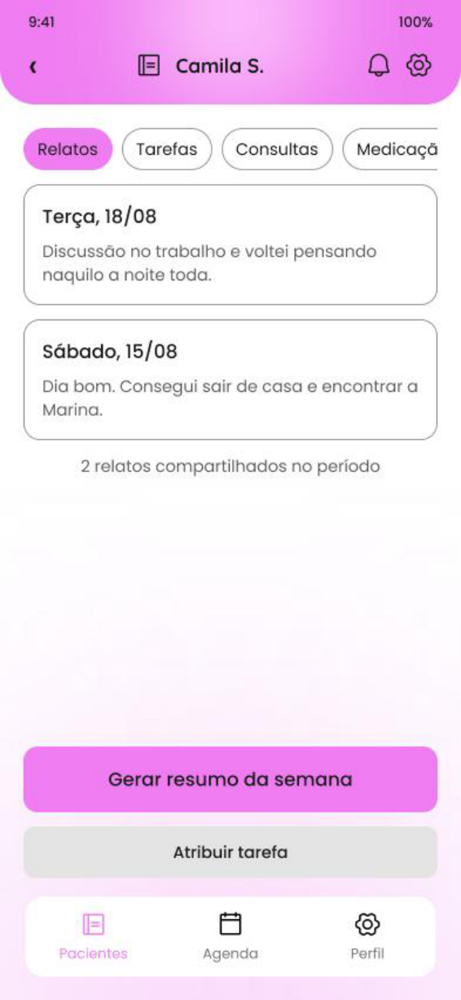 9:41
100%
‹
Camila S.
Relatos
Tarefas
Consultas
Medicaçã
Terça, 18/08
Discussão no trabalho e voltei pensando
naquilo a noite toda.
Sábado, 15/08
Dia bom. Consegui sair de casa e encontrar a
Marina.
2 relatos compartilhados no período
Gerar resumo da semana
Atribuir tarefa
Pacientes
Agenda
Perfil